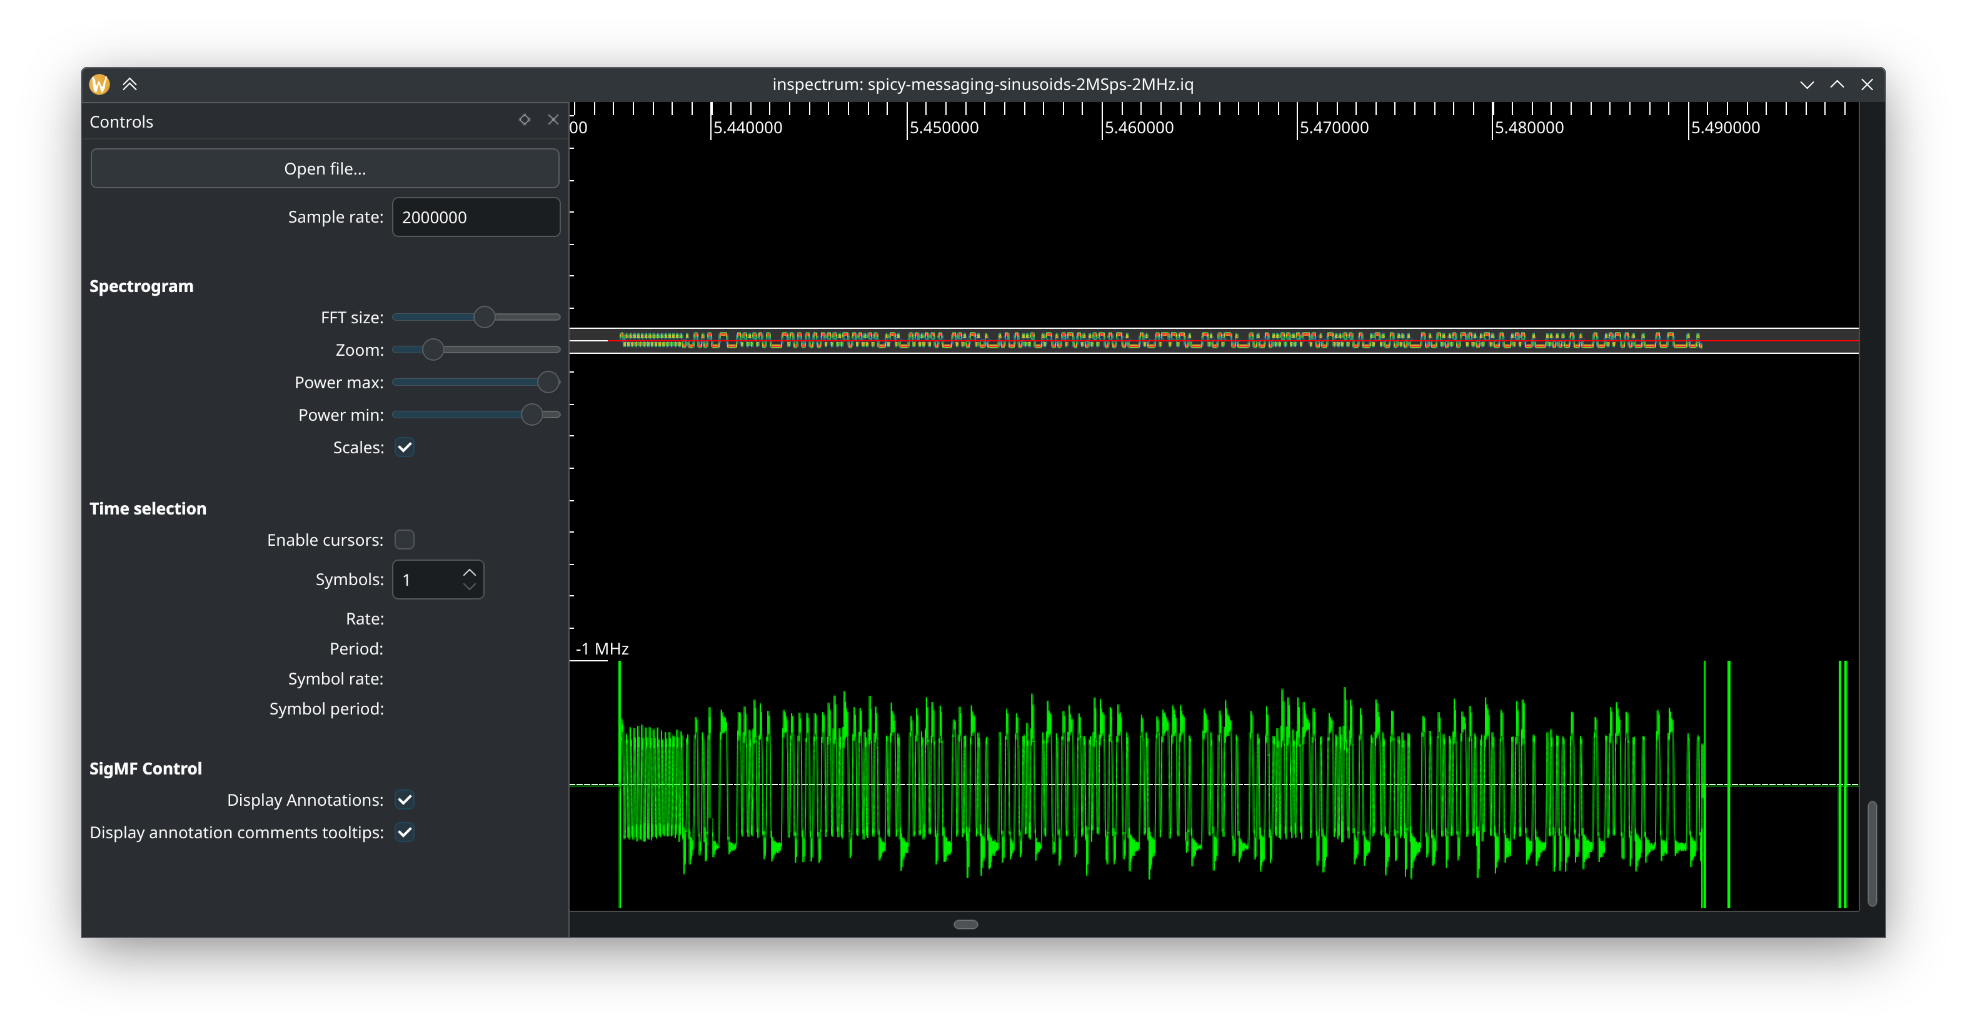 inspectrum: spicy-messaging-sinusoids-2MSps-2MHz.iq
Controls
Open file...
Sample rate: 2000000
Spectrogram
FFT size:
Zoom:
Power max:
Power min:
Scales:
Time selection
Enable cursors:
Symbols: 1
Rate:
Period:
Symbol rate:
Symbol period:
SigMF Control
Display Annotations:
Display annotation comments tooltips:
00 5.440000 5.450000 5.460000 5.470000 5.480000 5.490000
-1 MHz